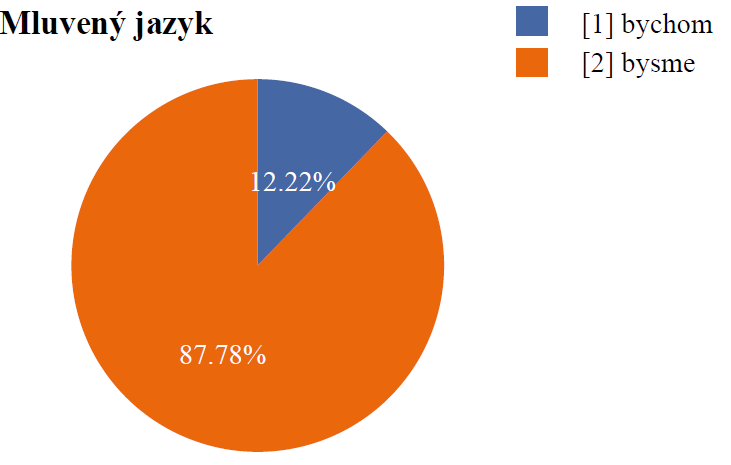 Mluvený jazyk
[1] bychom
[2] bysme
12.22%
87.78%